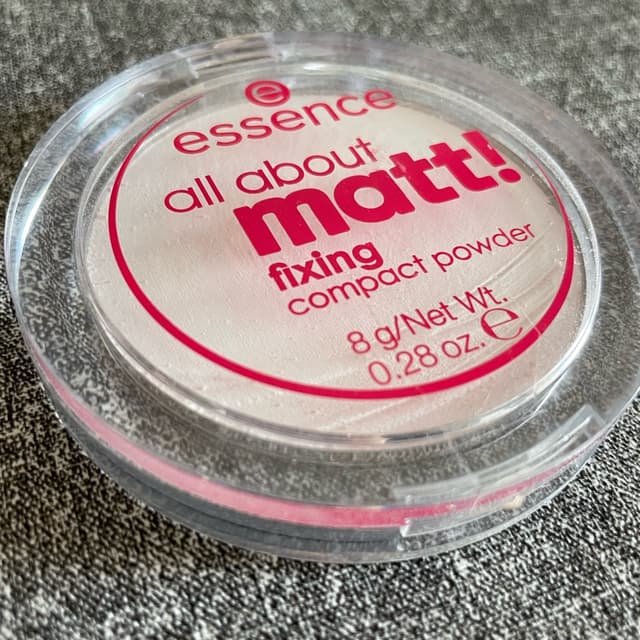 e
essence
all about
matt!
fixing
compact powder
8 g/Net Wt.
0.28 oz. ℮